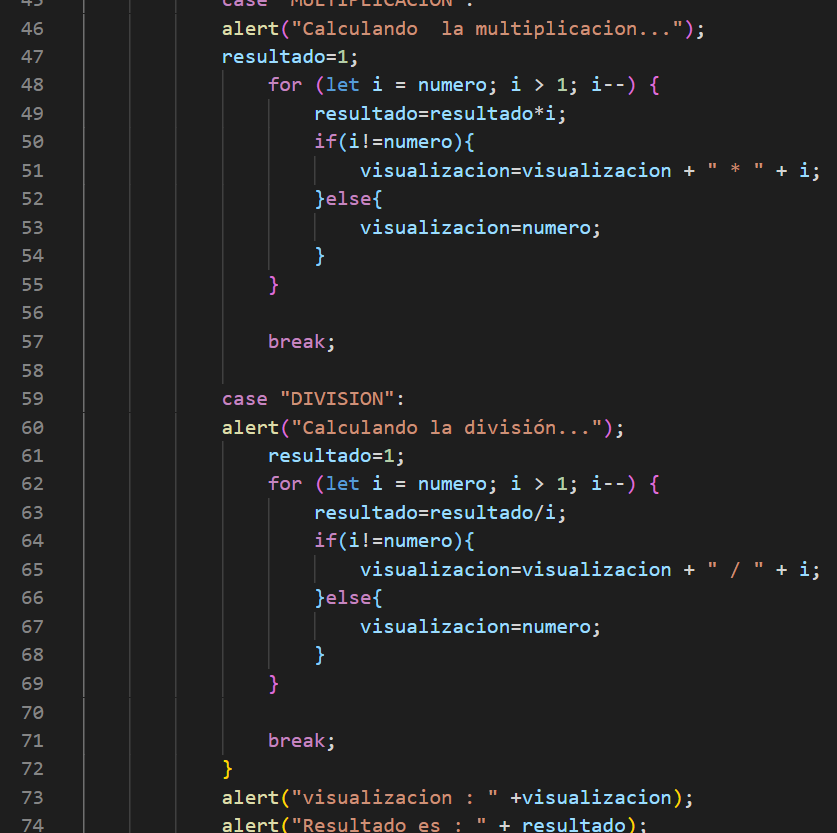 45 case "MULTIPLICACION":
46 alert("Calculando  la multiplicacion...");
47 resultado=1;
48 for (let i = numero; i > 1; i--) {
49 resultado=resultado*i;
50 if(i!=numero){
51 visualizacion=visualizacion + " * " + i;
52 }else{
53 visualizacion=numero;
54 }
55 }
56
57 break;
58
59 case "DIVISION":
60 alert("Calculando la división...");
61 resultado=1;
62 for (let i = numero; i > 1; i--) {
63 resultado=resultado/i;
64 if(i!=numero){
65 visualizacion=visualizacion + " / " + i;
66 }else{
67 visualizacion=numero;
68 }
69 }
70
71 break;
72 }
73 alert("visualizacion : " +visualizacion);
74 alert("Resultado es : " + resultado);